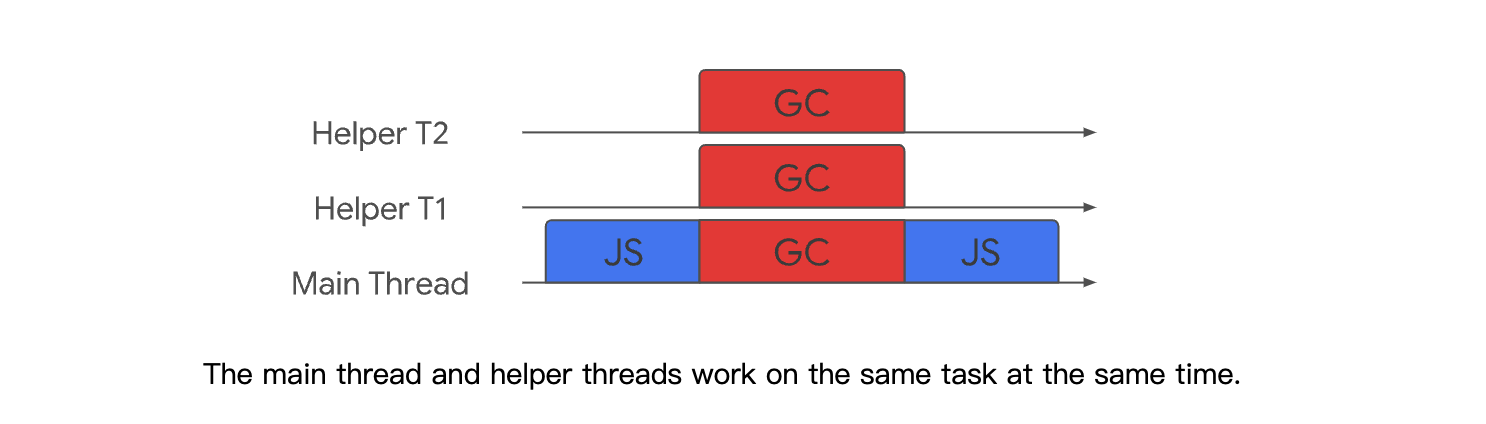 GC
Helper T2
GC
Helper T1
JS GC JS
Main Thread
The main thread and helper threads work on the same task at the same time.